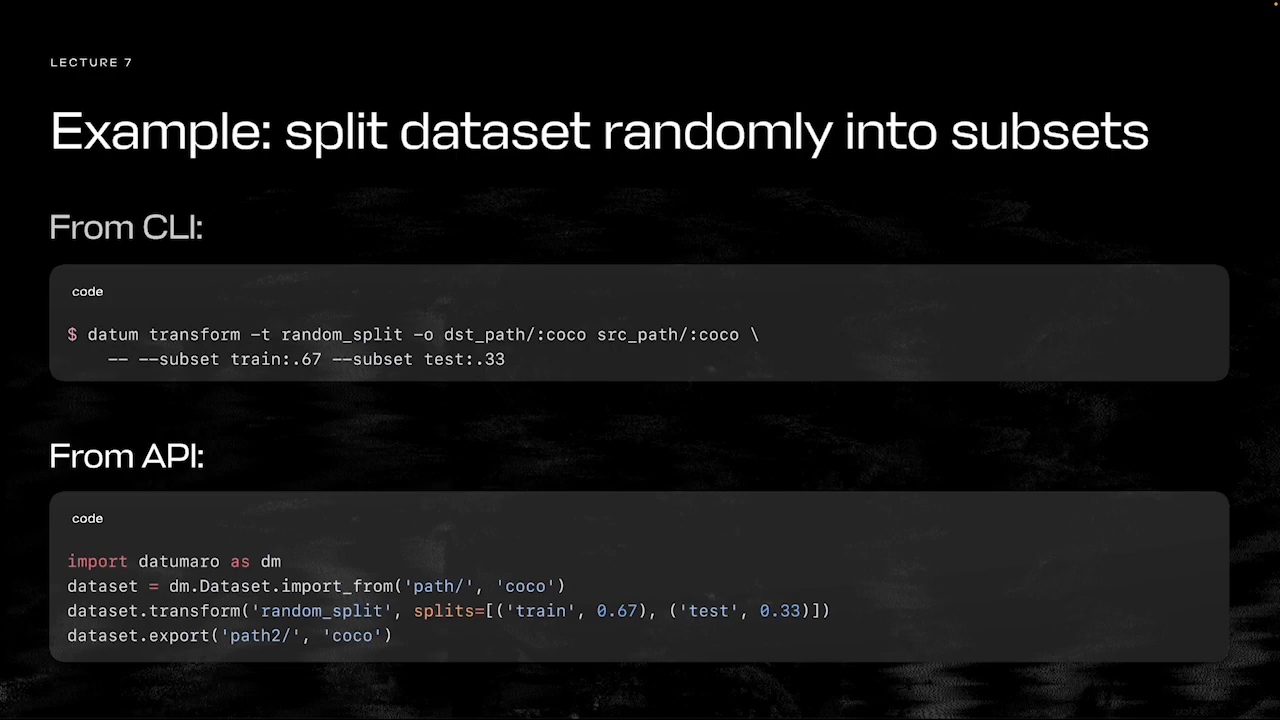 LECTURE 7
Example: split dataset randomly into subsets
From CLI:
code
$ datum transform -t random_split -o dst_path/:coco src_path/:coco \
    -- --subset train:.67 --subset test:.33
From API:
code
import datumaro as dm
dataset = dm.Dataset.import_from('path/', 'coco')
dataset.transform('random_split', splits=[('train', 0.67), ('test', 0.33)])
dataset.export('path2/', 'coco')